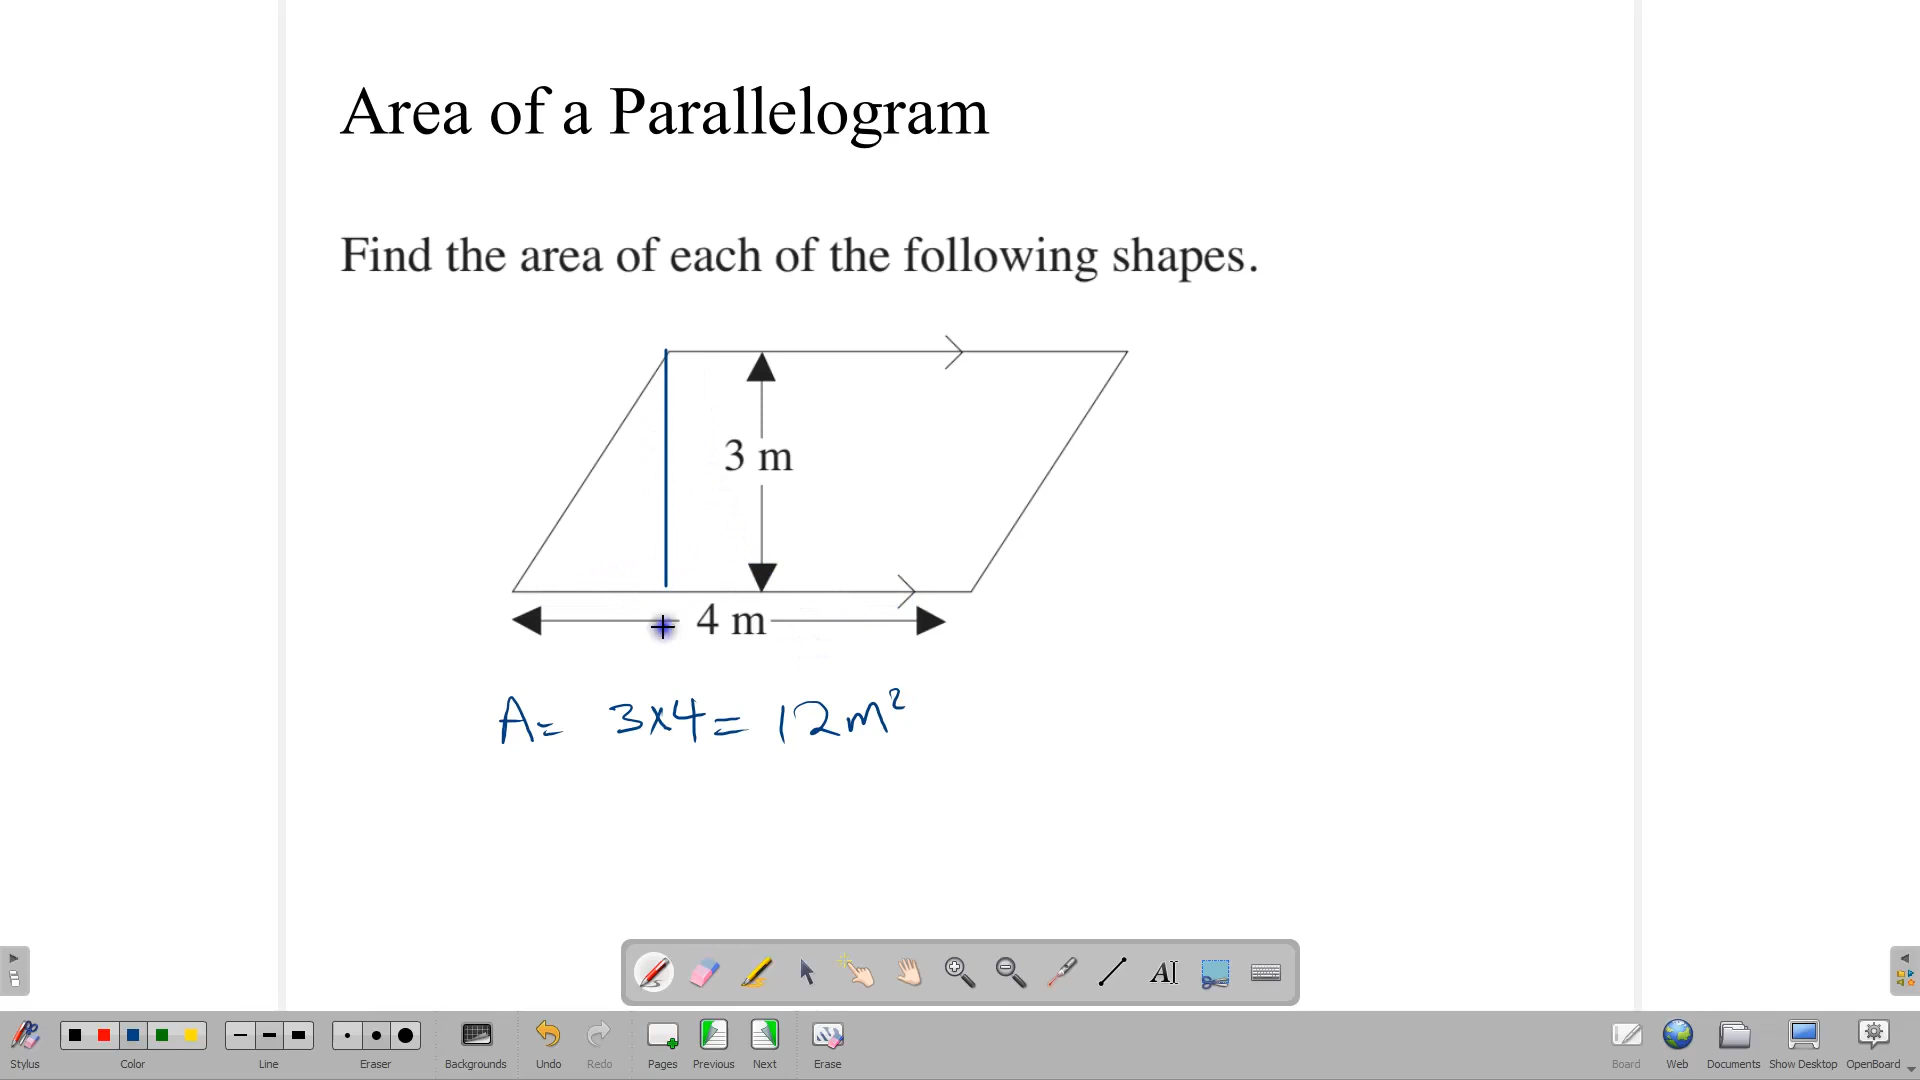 Area of a Parallelogram
Find the area of each of the following shapes.
3 m
4 m
A= 3x4= 12m²
AI
Stylus
Color
Line
Eraser
Backgrounds
Undo
Redo
Pages
Previous
Next
Erase
Board
Web
Documents
Show Desktop
OpenBoard